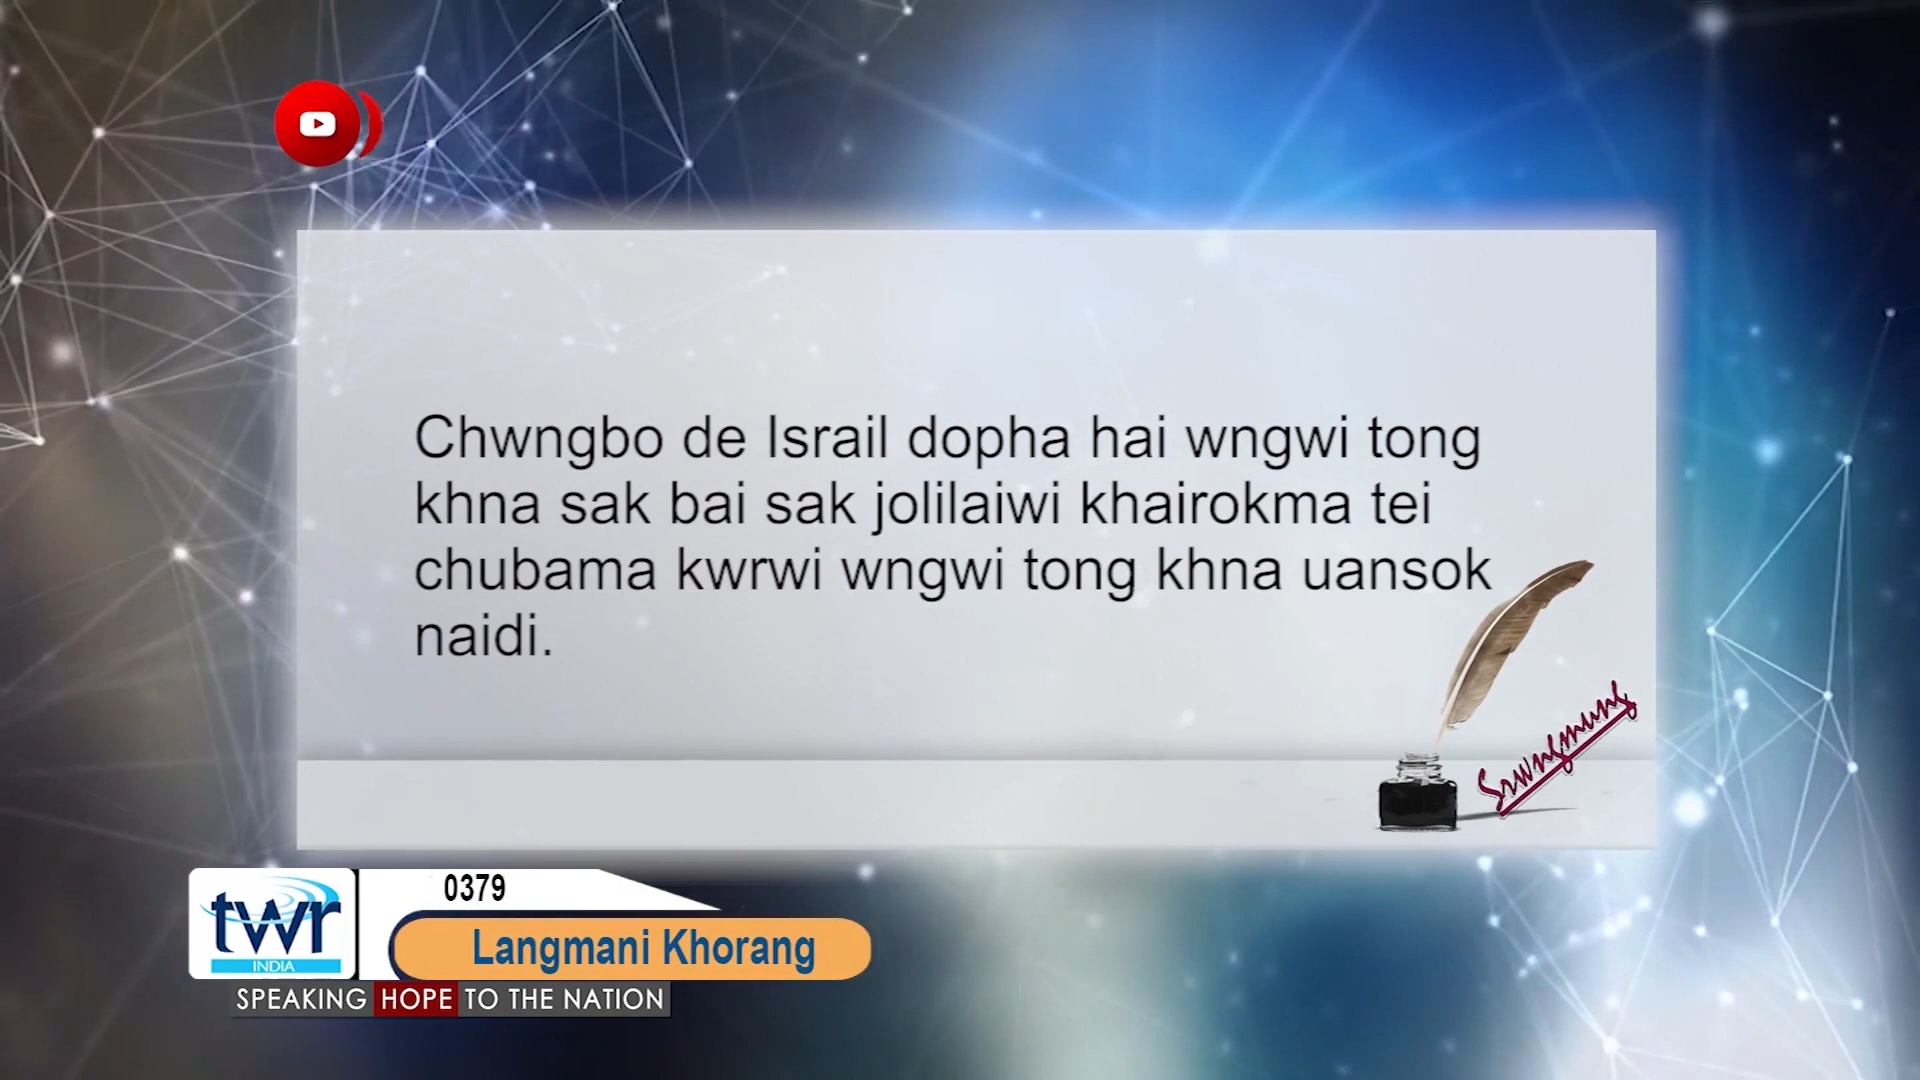 Chwngbo de Israil dopha hai wngwi tong
khna sak bai sak jolilaiwi khairokma tei
chubama kwrwi wngwi tong khna uansok
naidi.
Srwngmung
twr
INDIA
0379
Langmani Khorang
SPEAKING HOPE TO THE NATION